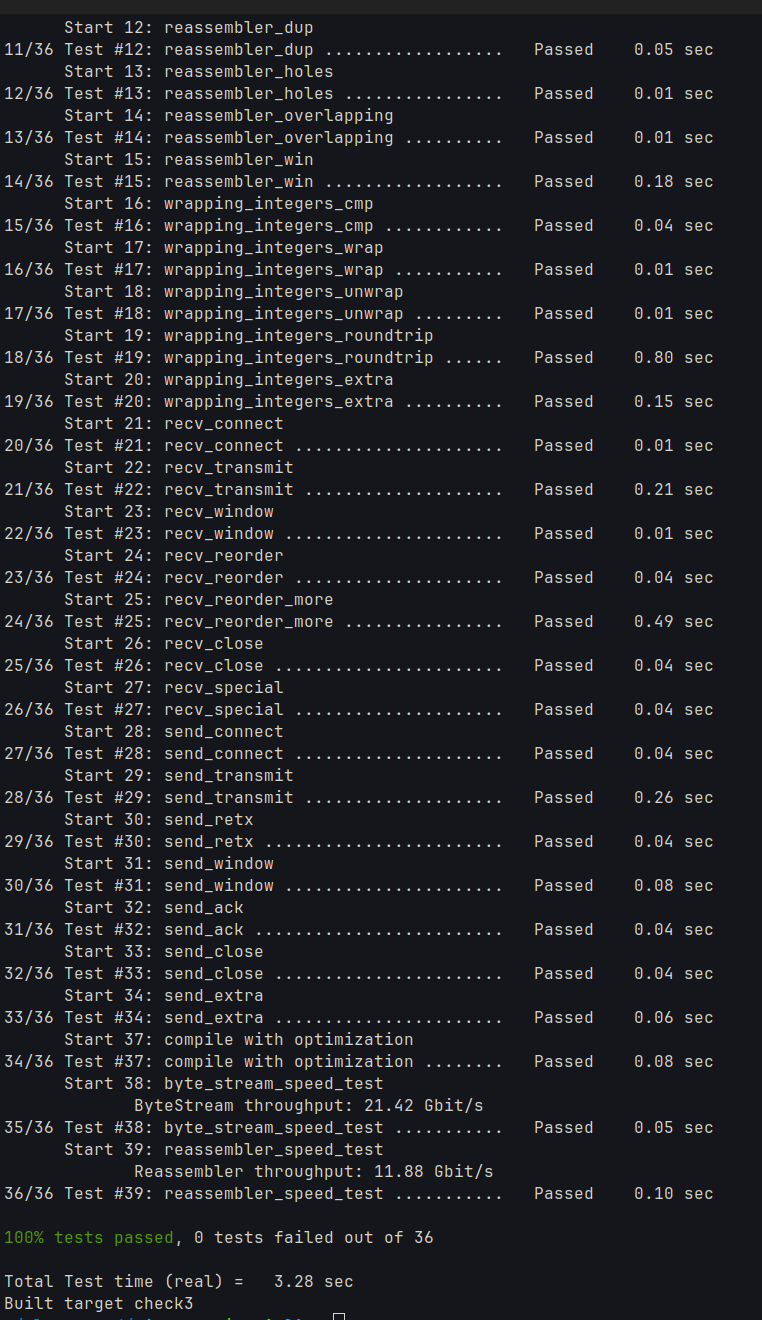 Start 12: reassembler_dup
11/36 Test #12: reassembler_dup ..................   Passed    0.05 sec
Start 13: reassembler_holes
12/36 Test #13: reassembler_holes ................   Passed    0.01 sec
Start 14: reassembler_overlapping
13/36 Test #14: reassembler_overlapping ..........   Passed    0.01 sec
Start 15: reassembler_win
14/36 Test #15: reassembler_win ..................   Passed    0.18 sec
Start 16: wrapping_integers_cmp
15/36 Test #16: wrapping_integers_cmp ............   Passed    0.04 sec
Start 17: wrapping_integers_wrap
16/36 Test #17: wrapping_integers_wrap ...........   Passed    0.01 sec
Start 18: wrapping_integers_unwrap
17/36 Test #18: wrapping_integers_unwrap .........   Passed    0.01 sec
Start 19: wrapping_integers_roundtrip
18/36 Test #19: wrapping_integers_roundtrip ......   Passed    0.80 sec
Start 20: wrapping_integers_extra
19/36 Test #20: wrapping_integers_extra ..........   Passed    0.15 sec
Start 21: recv_connect
20/36 Test #21: recv_connect .....................   Passed    0.01 sec
Start 22: recv_transmit
21/36 Test #22: recv_transmit ....................   Passed    0.21 sec
Start 23: recv_window
22/36 Test #23: recv_window ......................   Passed    0.01 sec
Start 24: recv_reorder
23/36 Test #24: recv_reorder .....................   Passed    0.04 sec
Start 25: recv_reorder_more
24/36 Test #25: recv_reorder_more ................   Passed    0.49 sec
Start 26: recv_close
25/36 Test #26: recv_close .......................   Passed    0.04 sec
Start 27: recv_special
26/36 Test #27: recv_special .....................   Passed    0.04 sec
Start 28: send_connect
27/36 Test #28: send_connect .....................   Passed    0.04 sec
Start 29: send_transmit
28/36 Test #29: send_transmit ....................   Passed    0.26 sec
Start 30: send_retx
29/36 Test #30: send_retx ........................   Passed    0.04 sec
Start 31: send_window
30/36 Test #31: send_window ......................   Passed    0.08 sec
Start 32: send_ack
31/36 Test #32: send_ack .........................   Passed    0.04 sec
Start 33: send_close
32/36 Test #33: send_close .......................   Passed    0.04 sec
Start 34: send_extra
33/36 Test #34: send_extra .......................   Passed    0.06 sec
Start 37: compile with optimization
34/36 Test #37: compile with optimization ........   Passed    0.08 sec
Start 38: byte_stream_speed_test
ByteStream throughput: 21.42 Gbit/s
35/36 Test #38: byte_stream_speed_test ...........   Passed    0.05 sec
Start 39: reassembler_speed_test
Reassembler throughput: 11.88 Gbit/s
36/36 Test #39: reassembler_speed_test ...........   Passed    0.10 sec
100% tests passed, 0 tests failed out of 36
Total Test time (real) =   3.28 sec
Built target check3